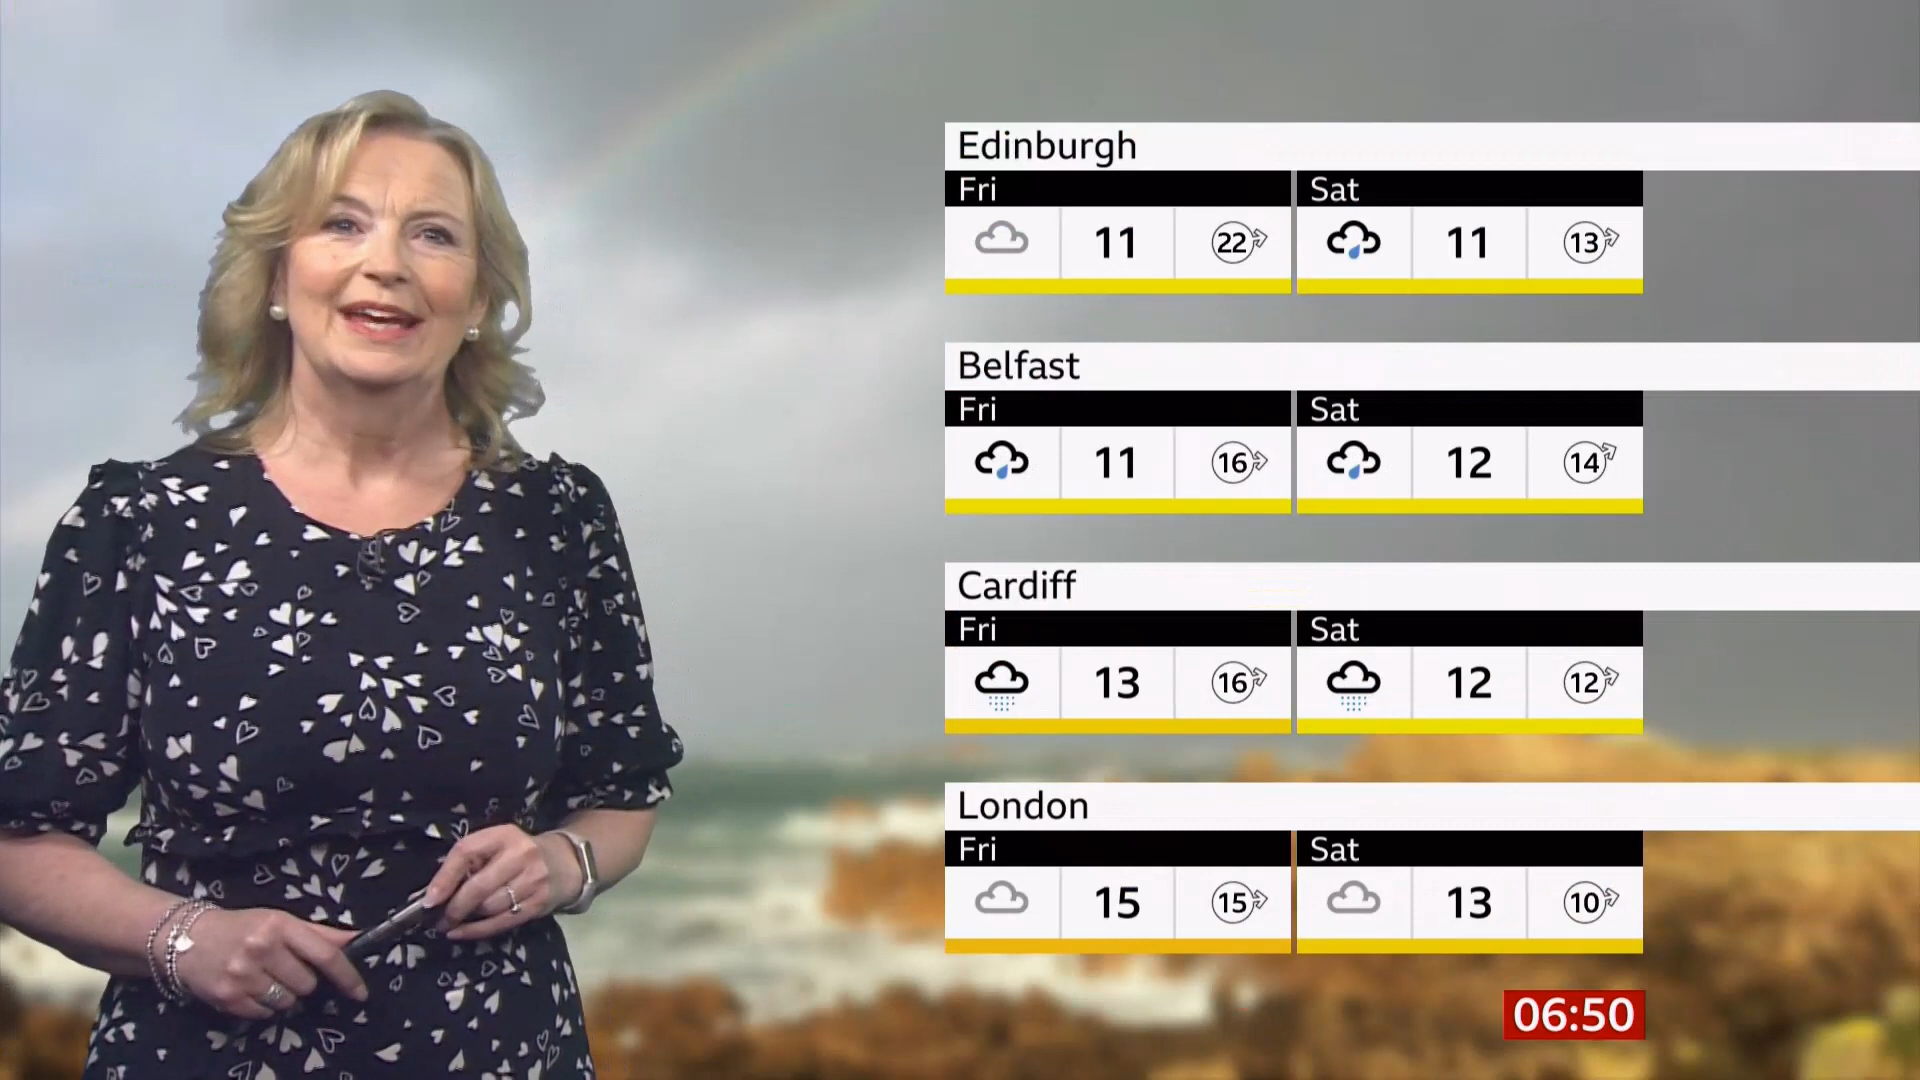 Edinburgh
Fri Sat
11 22 11 13
Belfast
Fri Sat
11 16 12 14
Cardiff
Fri Sat
13 16 12 12
London
Fri Sat
15 15 13 10
06:50